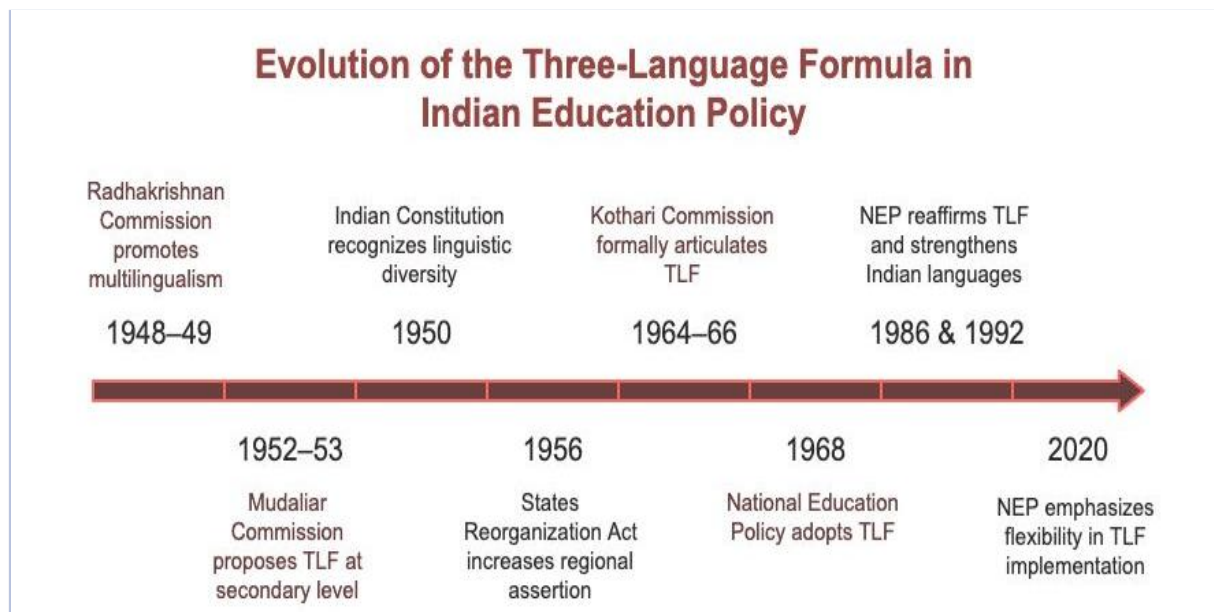 Evolution of the Three-Language Formula in
Indian Education Policy
Radhakrishnan
Commission
promotes
multilingualism
1948–49
Indian Constitution
recognizes linguistic
diversity
1950
Kothari Commission
formally articulates
TLF
1964–66
NEP reaffirms TLF
and strengthens
Indian languages
1986 & 1992
1952–53
Mudaliar
Commission
proposes TLF at
secondary level
1956
States
Reorganization Act
increases regional
assertion
1968
National Education
Policy adopts TLF
2020
NEP emphasizes
flexibility in TLF
implementation